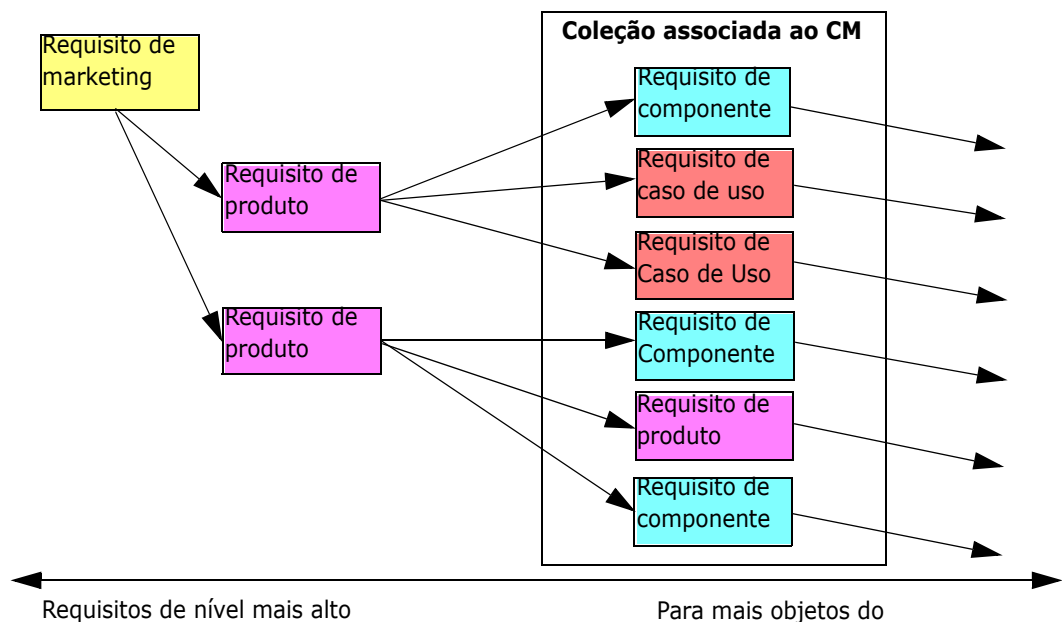 Coleção associada ao CM
Requisito de
marketing
Requisito de
componente
Requisito de
produto
Requisito de
caso de uso
Requisito de
Caso de Uso
Requisito de
produto
Requisito de
Componente
Requisito de
produto
Requisito de
componente
Requisitos de nível mais alto
Para mais objetos do